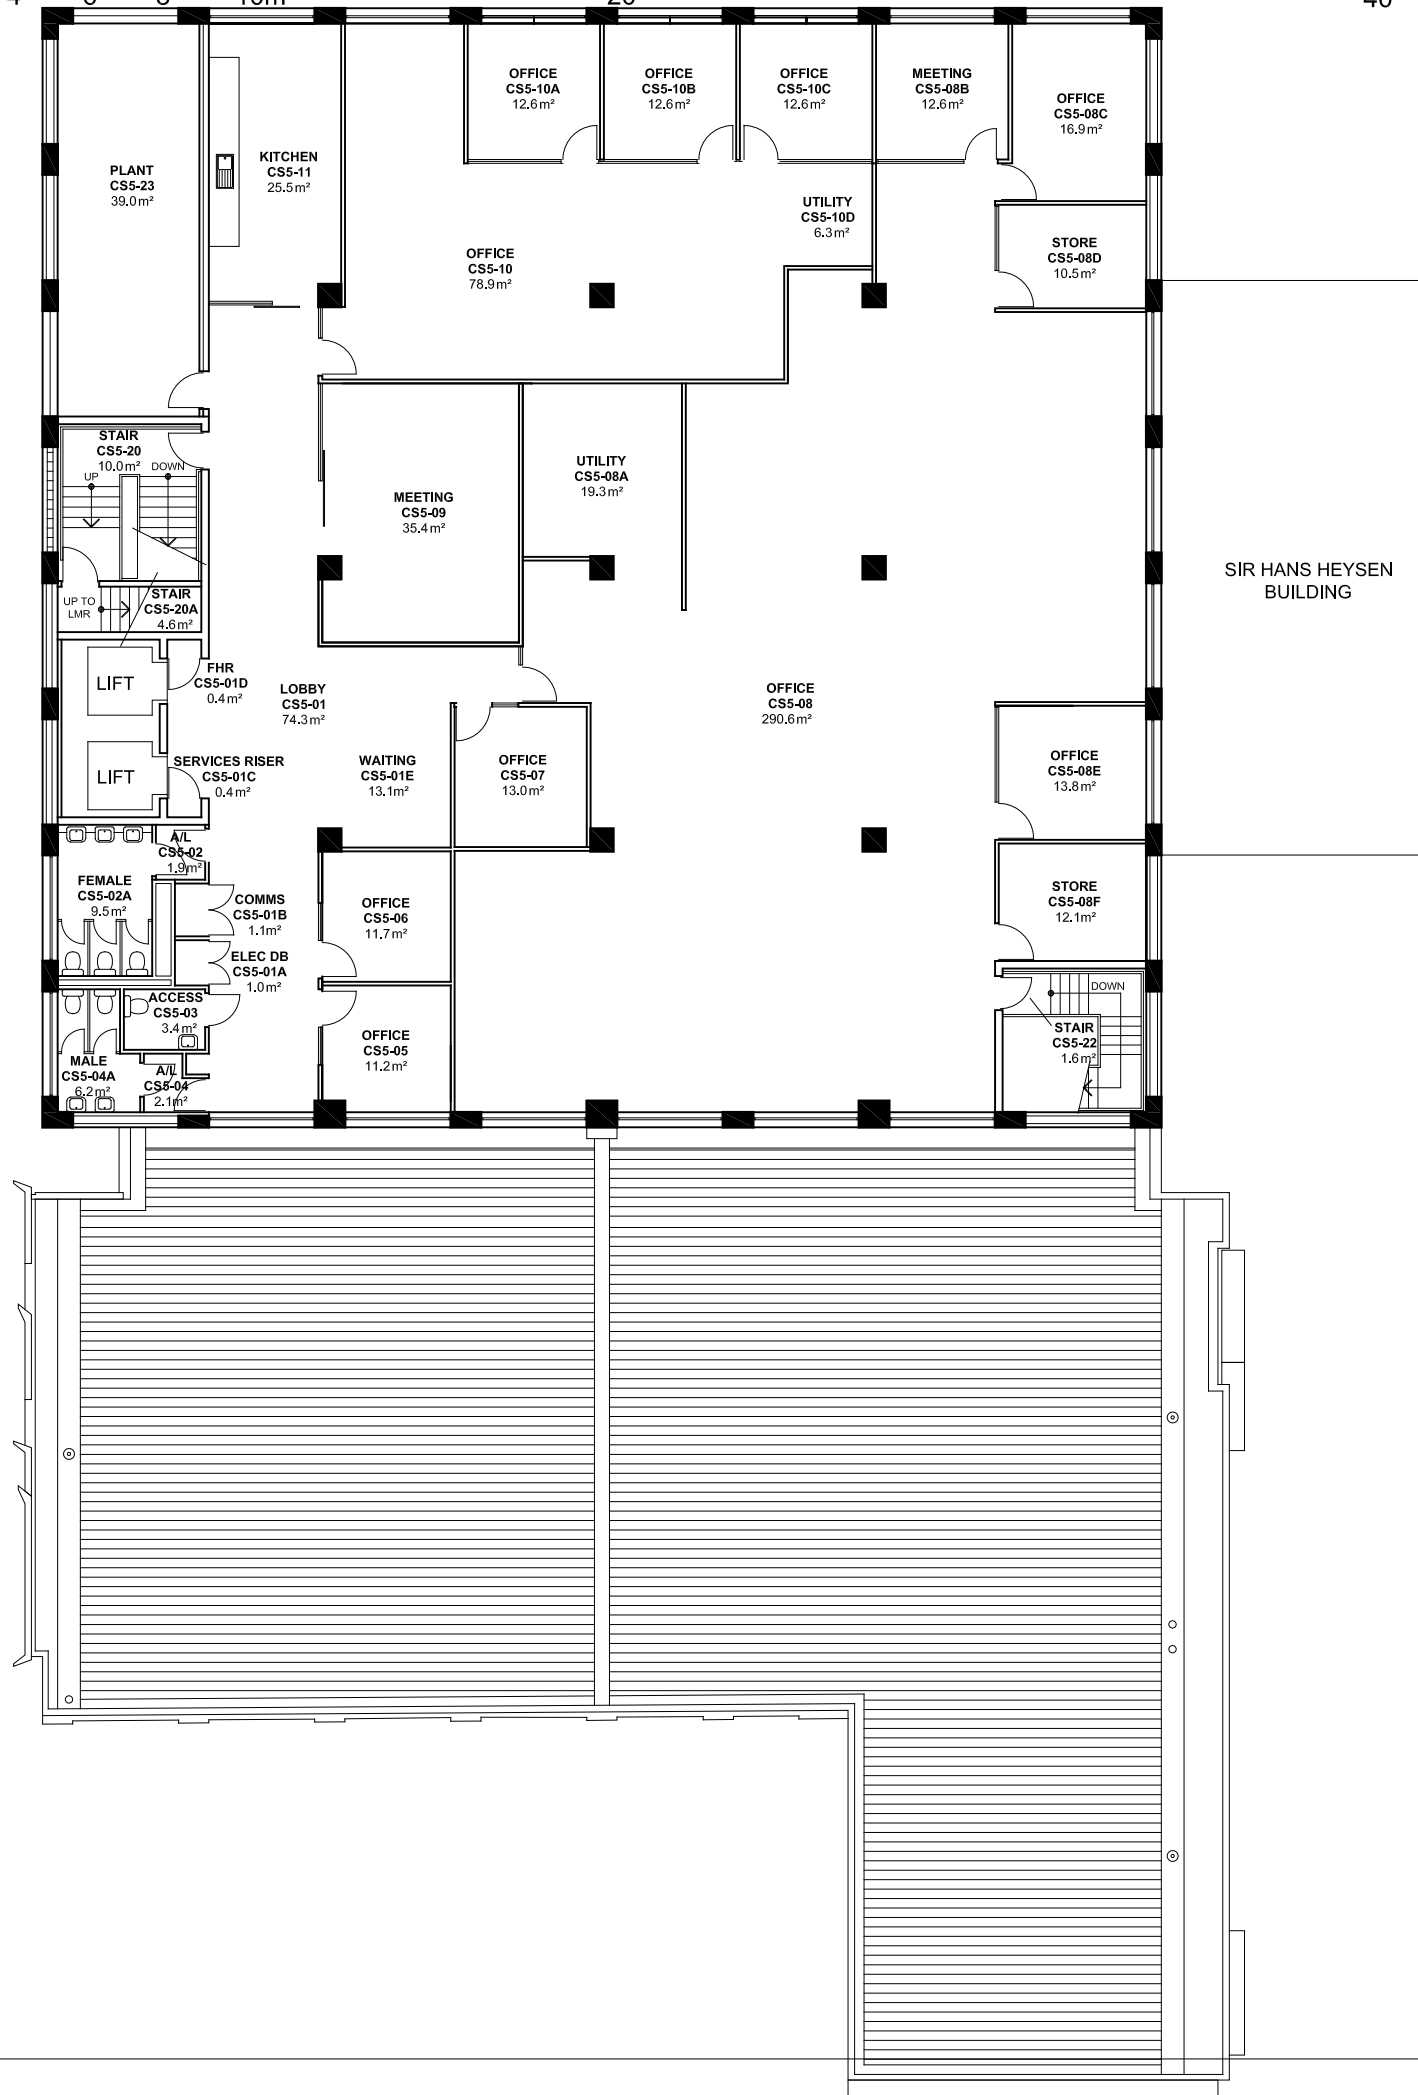 OFFICE
CS5-10A
12.6m²
OFFICE
CS5-10B
12.6m²
OFFICE
CS5-10C
12.6m²
MEETING
CS5-08B
12.6m²
OFFICE
CS5-08C
16.9m²
PLANT
CS5-23
39.0m²
KITCHEN
CS5-11
25.5m²
UTILITY
CS5-10D
6.3m²
OFFICE
CS5-10
78.9m²
STORE
CS5-08D
10.5m²
STAIR
CS5-20
10.0m²
UP
DOWN
MEETING
CS5-09
35.4m²
UTILITY
CS5-08A
19.3m²
SIR HANS HEYSEN
BUILDING
UP TO
LMR
STAIR
CS5-20A
4.6m²
LIFT
FHR
CS5-01D
0.4m²
LOBBY
CS5-01
74.3m²
OFFICE
CS5-08
290.6m²
LIFT
SERVICES RISER
CS5-01C
0.4m²
WAITING
CS5-01E
13.1m²
OFFICE
CS5-07
13.0m²
OFFICE
CS5-08E
13.8m²
A/L
CS5-02
1.9m²
FEMALE
CS5-02A
9.5m²
COMMS
CS5-01B
1.1m²
OFFICE
CS5-06
11.7m²
STORE
CS5-08F
12.1m²
ELEC DB
CS5-01A
1.0m²
ACCESS
CS5-03
3.4m²
DOWN
STAIR
CS5-22
1.6m²
OFFICE
CS5-05
11.2m²
MALE
CS5-04A
6.2m²
A/L
CS5-04
2.1m²